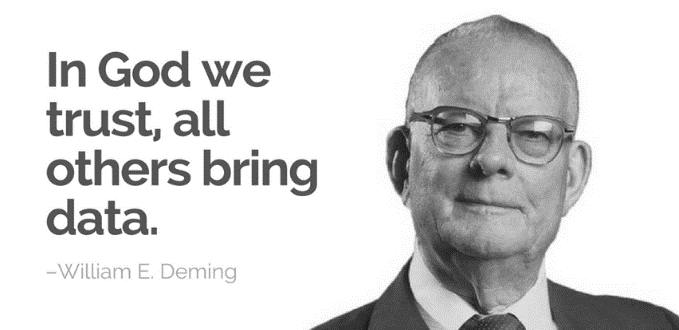 In God we
trust, all
others bring
data.
–William E. Deming